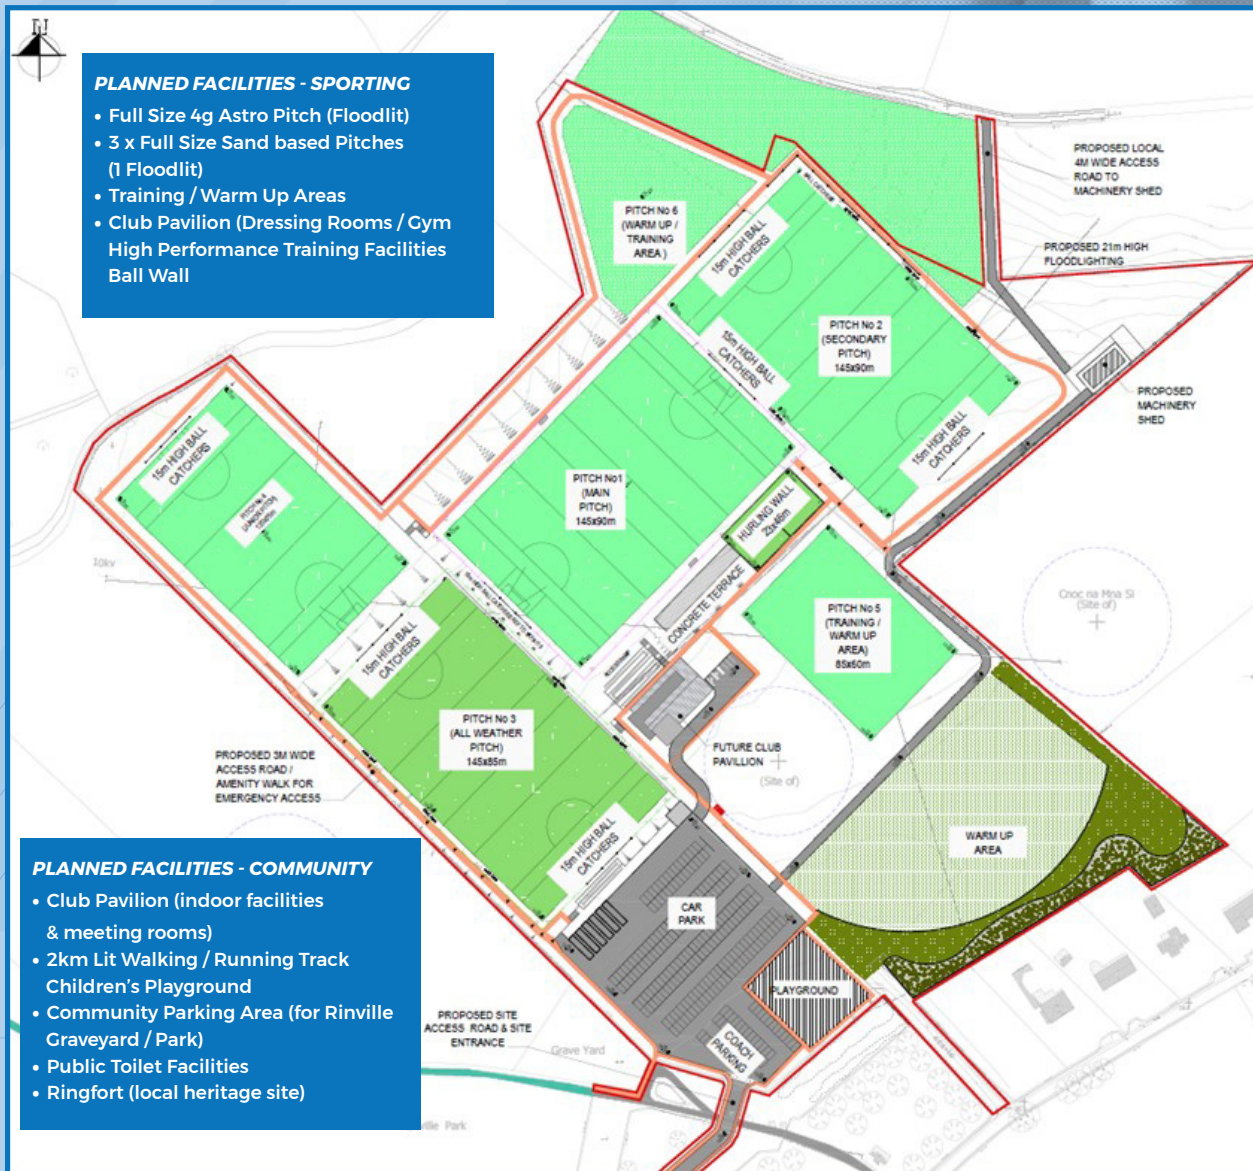 N
PLANNED FACILITIES - SPORTING
• Full Size 4g Astro Pitch (Floodlit)
• 3 x Full Size Sand based Pitches
(1 Floodlit)
• Training / Warm Up Areas
• Club Pavilion (Dressing Rooms / Gym
High Performance Training Facilities
Ball Wall
PROPOSED LOCAL
4M WIDE ACCESS
ROAD TO
MACHINERY SHED
PROPOSED 21m HIGH
FLOODLIGHTING
PITCH No 6
(WARM UP /
TRAINING
AREA )
15m HIGH BALL
CATCHERS
PITCH No 2
(SECONDARY
PITCH)
145x90m
15m HIGH BALL
CATCHERS
PROPOSED
MACHINERY
SHED
15m HIGH BALL
CATCHERS
15m HIGH BALL
CATCHERS
PITCH No1
(MAIN
PITCH)
145x90m
HURLING WALL
23x46m
10kv
CONCRETE TERRACE
Cnoc na Mna Si
(Site of)
PITCH No 5
(TRAINING /
WARM UP
AREA)
85x60m
15m HIGH BALL
CATCHERS
PITCH No 3
(ALL WEATHER
PITCH)
145x85m
PROPOSED 3M WIDE
ACCESS ROAD /
AMENITY WALK FOR
EMERGENCY ACCESS
FUTURE CLUB
PAVILLION
(Site of)
15m HIGH BALL
CATCHERS
WARM UP
AREA
CAR
PARK
PLAYGROUND
COACH
PARKING
PROPOSED SITE
ACCESS ROAD & SITE
ENTRANCE
Grave Yard
ville Park
PLANNED FACILITIES - COMMUNITY
• Club Pavilion (indoor facilities
& meeting rooms)
• 2km Lit Walking / Running Track
Children's Playground
• Community Parking Area (for Rinville
Graveyard / Park)
• Public Toilet Facilities
• Ringfort (local heritage site)